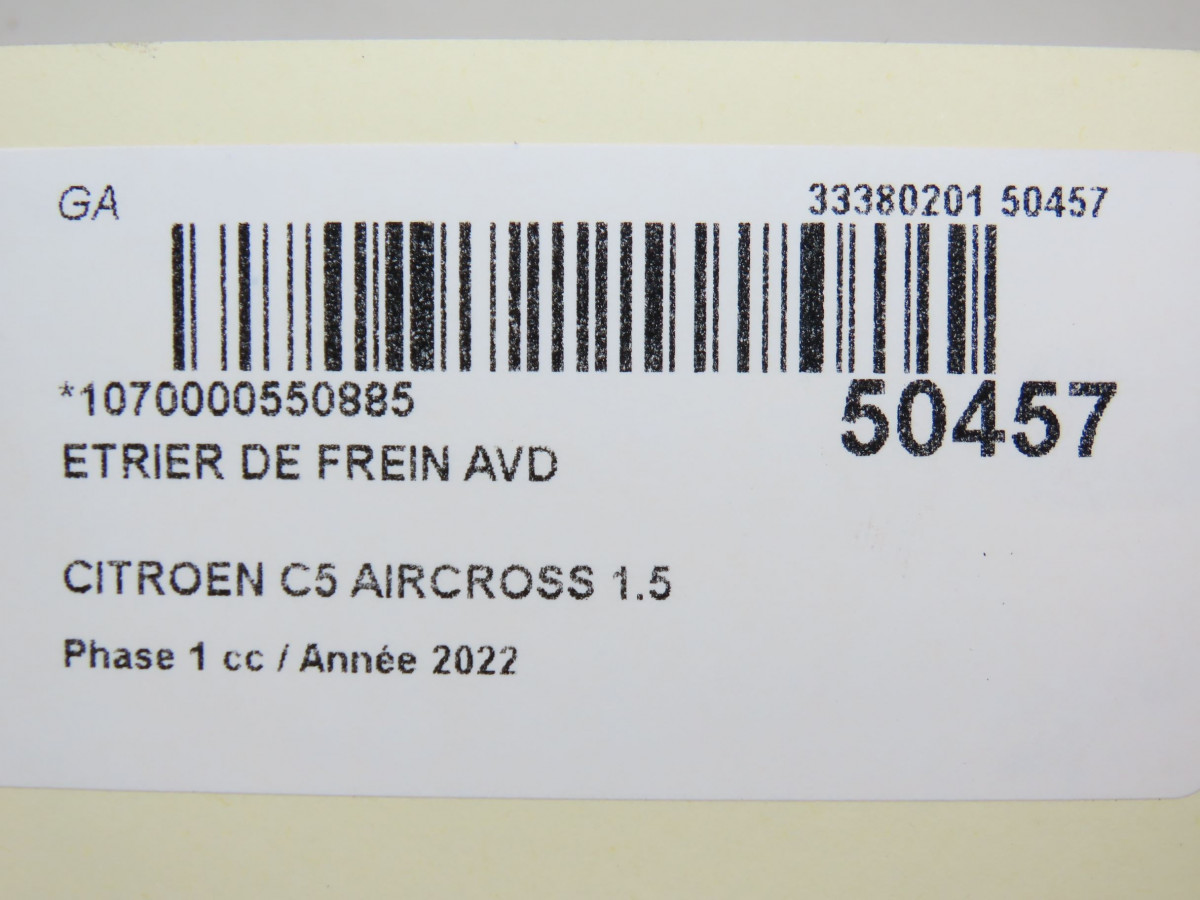 GA
33380201 50457
*1070000550885
50457
ETRIER DE FREIN AVD
CITROEN C5 AIRCROSS 1.5
Phase 1 cc / Année 2022